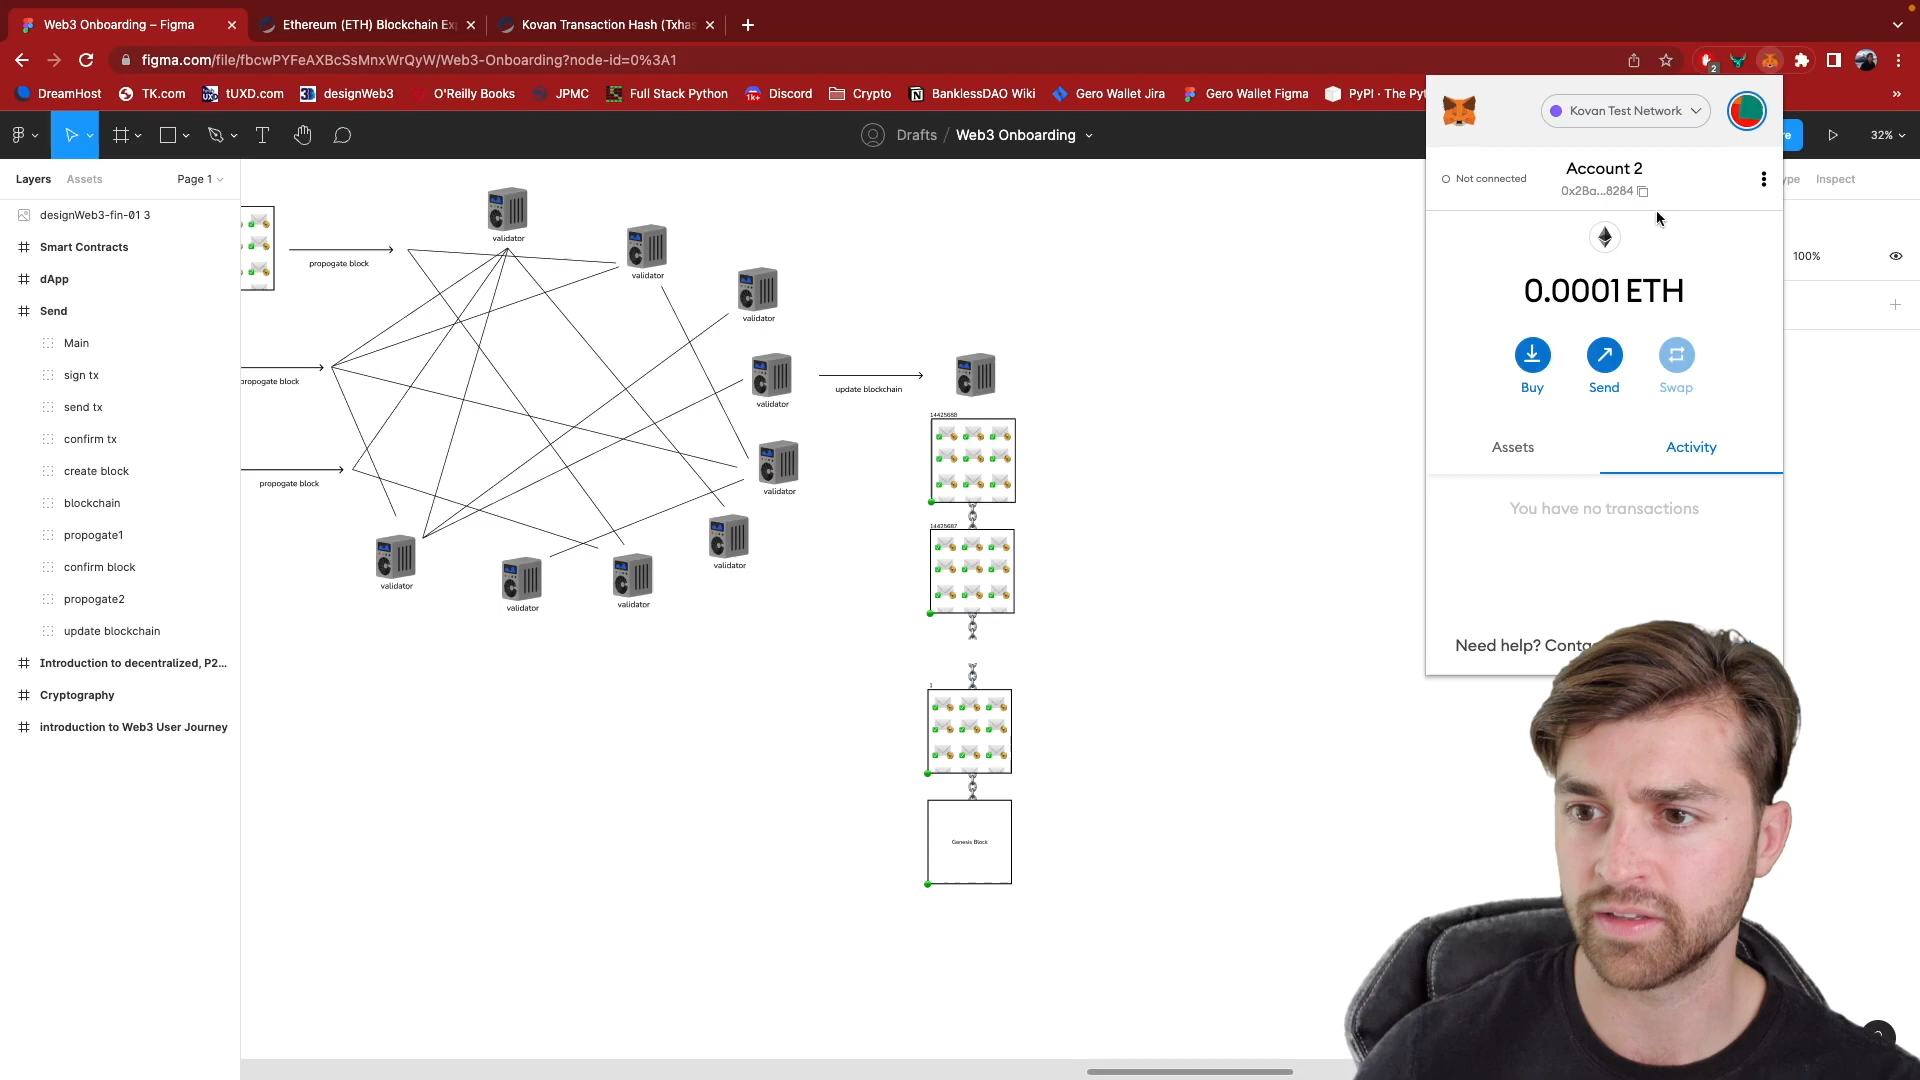 Web3 Onboarding – Figma
Ethereum (ETH) Blockchain Ex
Kovan Transaction Hash (Txhas
figma.com/file/fbcwPYFeAXBcSsMnxWrQyW/Web3-Onboarding?node-id=0%3A1
2
DreamHost
TK.com
tUXD.com
designWeb3
O'Reilly Books
JPMC
Full Stack Python
Discord
Crypto
BanklessDAO Wiki
Gero Wallet Jira
Gero Wallet Figma
PyPI · The Pyt
Drafts / Web3 Onboarding
32%
Layers
Assets
Page 1
Inspect
100%
designWeb3-fin-01 3
Smart Contracts
dApp
Send
Main
sign tx
send tx
confirm tx
create block
blockchain
propogate1
confirm block
propogate2
update blockchain
Introduction to decentralized, P2...
Cryptography
introduction to Web3 User Journey
propogate block
propogate block
propogate block
validator
validator
validator
validator
validator
validator
validator
validator
validator
update blockchain
14425688
14425687
1
Genesis Block
Kovan Test Network
Not connected
Account 2
0x2Ba...8284
0.0001 ETH
Buy
Send
Swap
Assets
Activity
You have no transactions
Need help? Conta